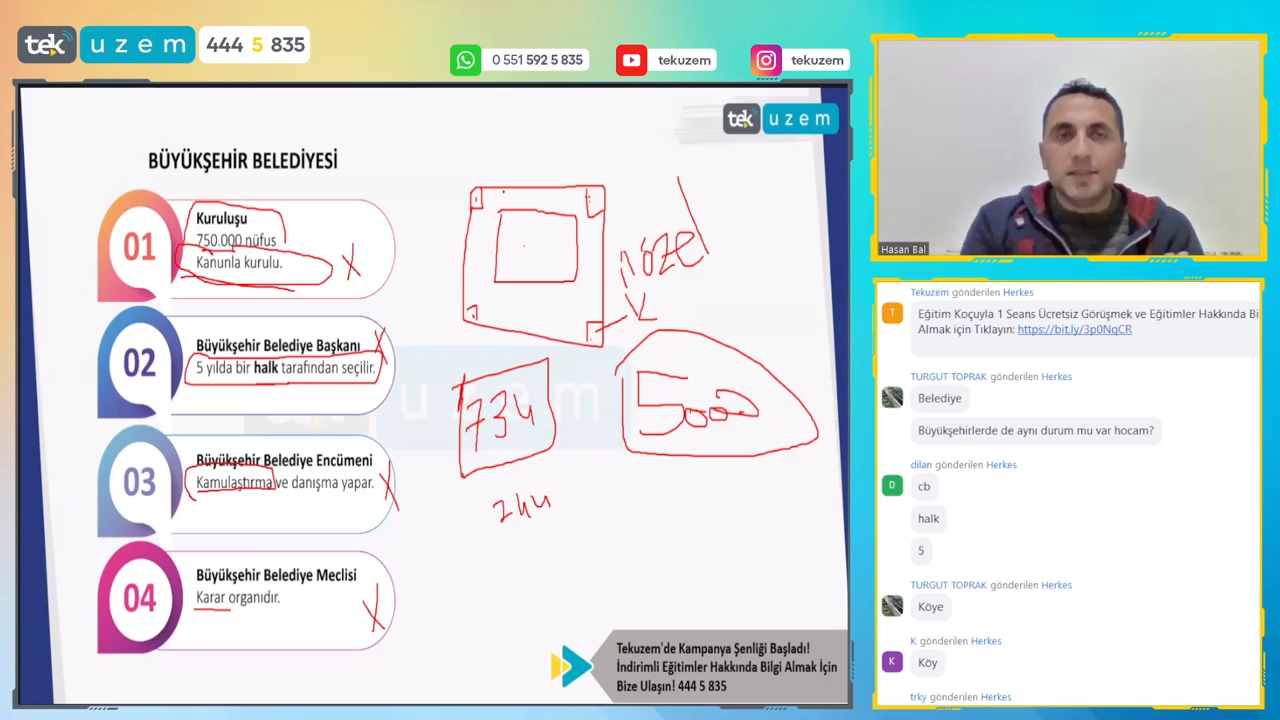 tek uzem 444 5 835
0 551 592 5 835
tekuzem
tekuzem
tek uzem
BÜYÜKŞEHİR BELEDİYESİ
01
Kuruluşu
750.000 nüfus
Kanunla kurulu.
X
02
Büyükşehir Belediye Başkanı
5 yılda bir halk tarafından seçilir.
X
03
Büyükşehir Belediye Encümeni
Kamulaştırma ve danışma yapar.
X
04
Büyükşehir Belediye Meclisi
Karar organıdır.
X
özel
734
5000
uzem
Tekuzem'de Kampanya Şenliği Başladı!
İndirimli Eğitimler Hakkında Bilgi Almak İçin
Bize Ulaşın! 444 5 835
Hasan Bal
Tekuzem gönderilen Herkes
T
Eğitim Koçuyla 1 Seans Ücretsiz Görüşmek ve Eğitimler Hakkında Bi
Almak için Tıklayın: https://bit.ly/3p0NqCR
TURGUT TOPRAK gönderilen Herkes
Belediye
Büyükşehirlerde de aynı durum mu var hocam?
dilan gönderilen Herkes
D
cb
halk
5
TURGUT TOPRAK gönderilen Herkes
Köye
K gönderilen Herkes
K
Köy
trky gönderilen Herkes